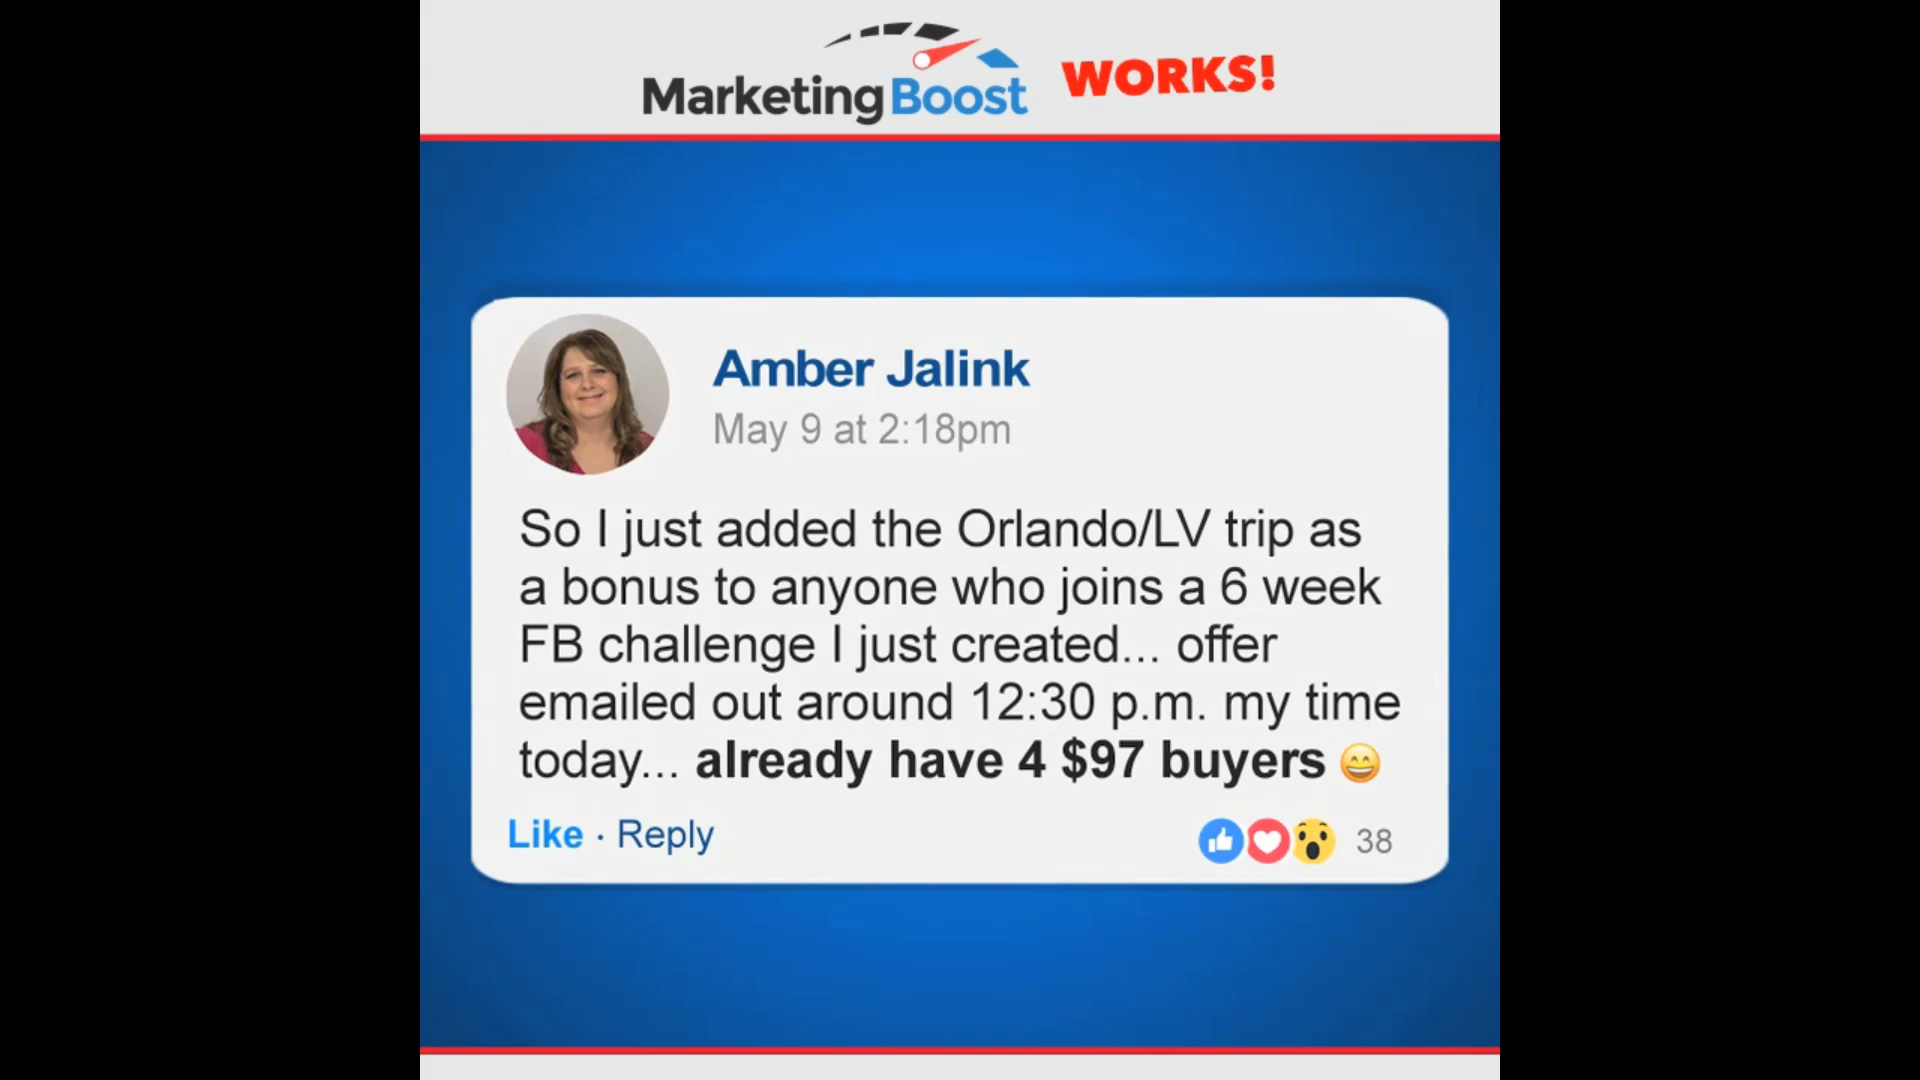 MarketingBoost WORKS!
Amber Jalink
May 9 at 2:18pm
So I just added the Orlando/LV trip as
a bonus to anyone who joins a 6 week
FB challenge I just created... offer
emailed out around 12:30 p.m. my time
today... already have 4 $97 buyers 😄
Like · Reply
38